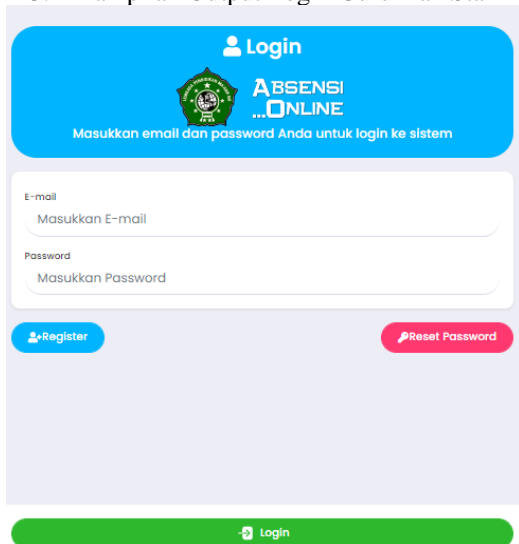 Login
ABSENSI
...ONLINE
Masukkan email dan password Anda untuk login ke sistem
E-mail
Masukkan E-mail
Password
Masukkan Password
Register
Reset Password
Login